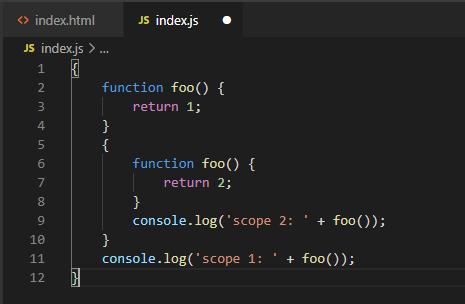 <> index.html JS index.js ●
JS index.js > ...
1 {
2     function foo() {
3         return 1;
4     }
5     {
6         function foo() {
7             return 2;
8         }
9         console.log('scope 2: ' + foo());
10     }
11     console.log('scope 1: ' + foo());
12 }